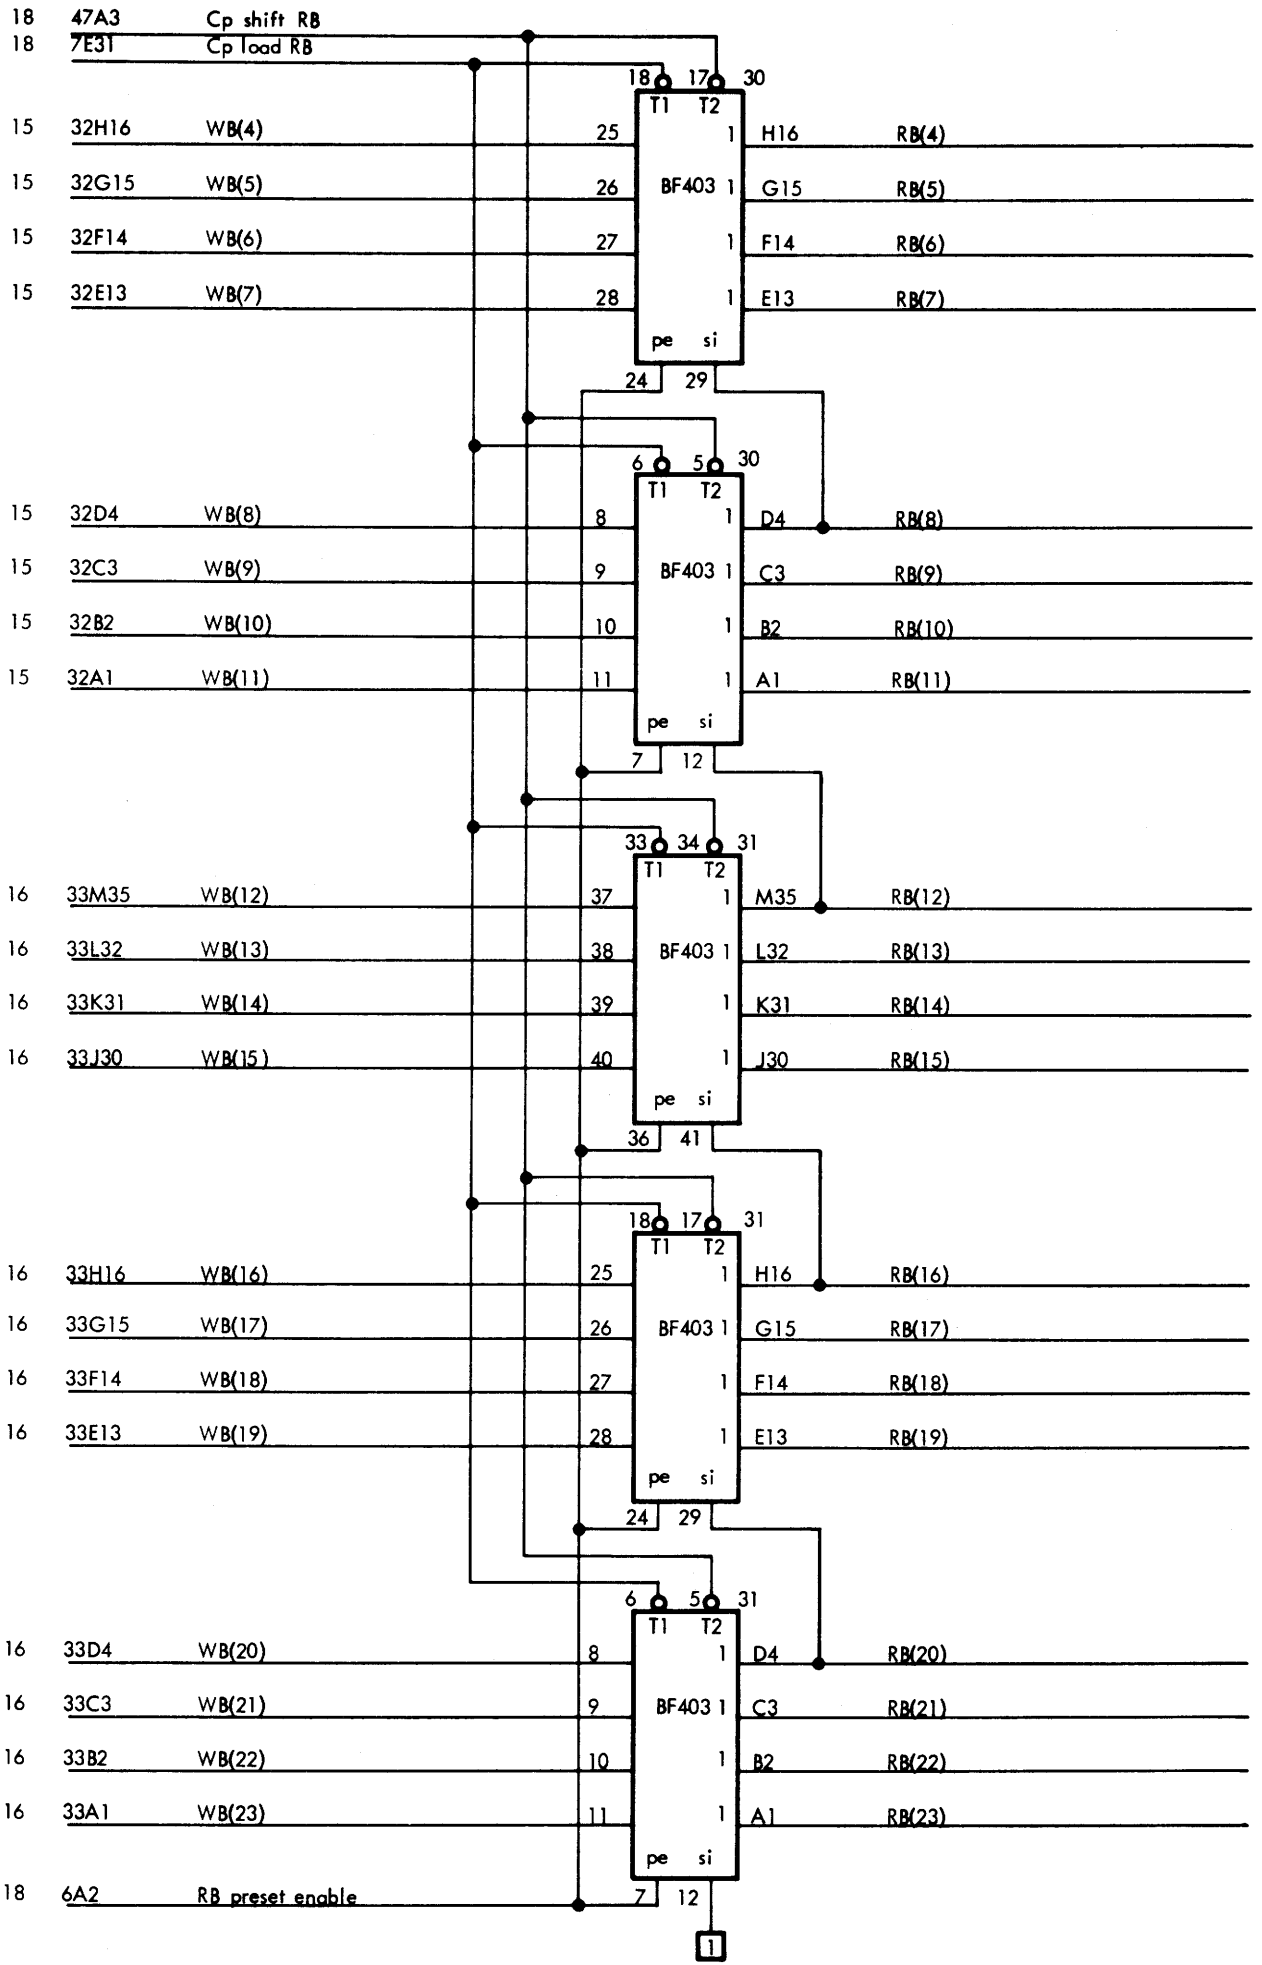 18 47A3 Cp shift RB
18 7E31 Cp load RB
18 17 30
T1 T2
15 32H16 WB(4) 25 1 H16 RB(4)
15 32G15 WB(5) 26 BF403 1 G15 RB(5)
15 32F14 WB(6) 27 1 F14 RB(6)
15 32E13 WB(7) 28 1 E13 RB(7)
pe si
24 29
6 5 30
T1 T2
15 32D4 WB(8) 8 1 D4 RB(8)
15 32C3 WB(9) 9 BF403 1 C3 RB(9)
15 32B2 WB(10) 10 1 B2 RB(10)
15 32A1 WB(11) 11 1 A1 RB(11)
pe si
7 12
33 34 31
T1 T2
16 33M35 WB(12) 37 1 M35 RB(12)
16 33L32 WB(13) 38 BF403 1 L32 RB(13)
16 33K31 WB(14) 39 1 K31 RB(14)
16 33J30 WB(15) 40 1 J30 RB(15)
pe si
36 41
18 17 31
T1 T2
16 33H16 WB(16) 25 1 H16 RB(16)
16 33G15 WB(17) 26 BF403 1 G15 RB(17)
16 33F14 WB(18) 27 1 F14 RB(18)
16 33E13 WB(19) 28 1 E13 RB(19)
pe si
24 29
6 5 31
T1 T2
16 33D4 WB(20) 8 1 D4 RB(20)
16 33C3 WB(21) 9 BF403 1 C3 RB(21)
16 33B2 WB(22) 10 1 B2 RB(22)
16 33A1 WB(23) 11 1 A1 RB(23)
pe si
18 6A2 RB preset enable 7 12
1